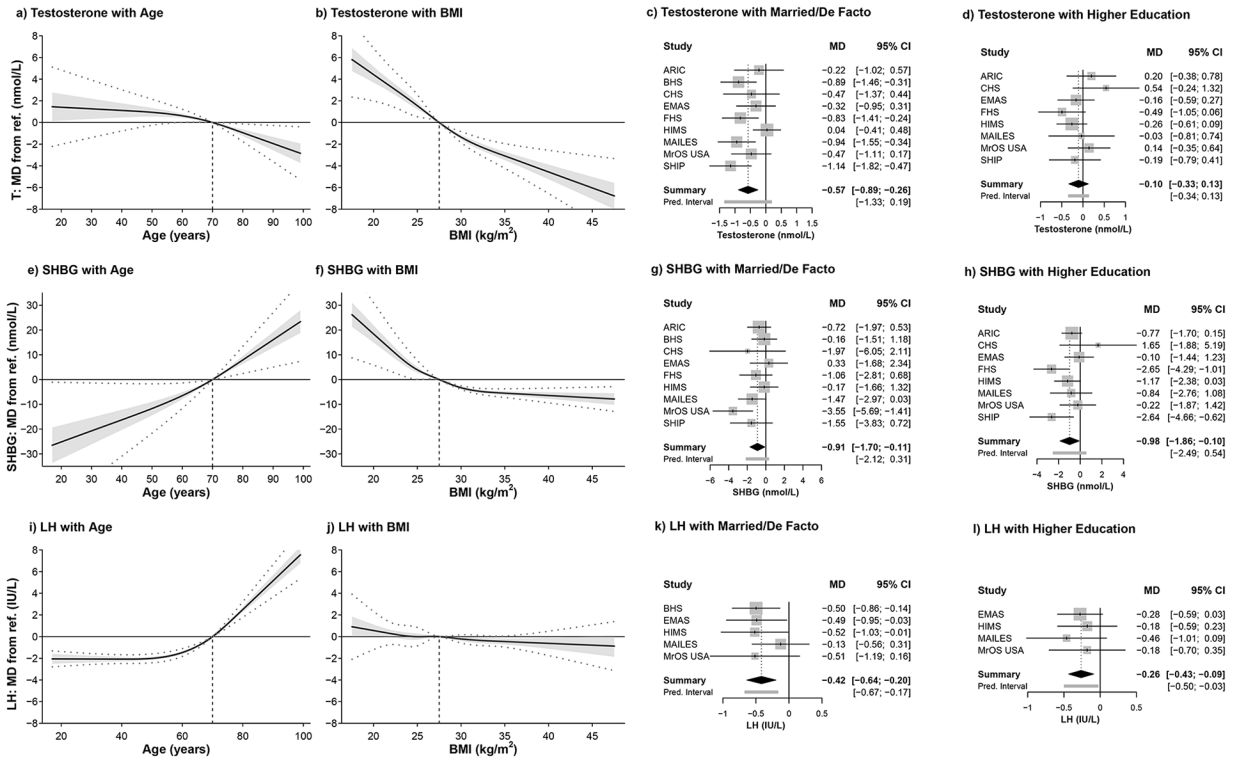 a) Testosterone with Age
T: MD from ref. (nmol/L)
8
6
4
2
0
−2
−4
−6
−8
20 30 40 50 60 70 80 90 100
Age (years)
b) Testosterone with BMI
8
6
4
2
0
−2
−4
−6
−8
20 25 30 35 40 45
BMI (kg/m²)
c) Testosterone with Married/De Facto
Study MD 95% CI
ARIC −0.22 [−1.02; 0.57]
BHS −0.89 [−1.46; −0.31]
CHS −0.47 [−1.37; 0.44]
EMAS −0.32 [−0.95; 0.31]
FHS −0.83 [−1.41; −0.24]
HIMS 0.04 [−0.41; 0.48]
MAILES −0.94 [−1.55; −0.34]
MrOS USA −0.47 [−1.11; 0.17]
SHIP −1.14 [−1.82; −0.47]
Summary −0.57 [−0.89; −0.26]
Pred. Interval [−1.33; 0.19]
−1.5 −0.5 0 0.5 1 1.5
Testosterone (nmol/L)
d) Testosterone with Higher Education
Study MD 95% CI
ARIC 0.20 [−0.38; 0.78]
CHS 0.54 [−0.24; 1.32]
EMAS −0.16 [−0.59; 0.27]
FHS −0.49 [−1.05; 0.06]
HIMS −0.26 [−0.61; 0.09]
MAILES −0.03 [−0.81; 0.74]
MrOS USA 0.14 [−0.35; 0.64]
SHIP −0.19 [−0.79; 0.41]
Summary −0.10 [−0.33; 0.13]
Pred. Interval [−0.34; 0.13]
−1 −0.5 0 0.5 1
Testosterone (nmol/L)
e) SHBG with Age
SHBG: MD from ref. (nmol/L)
30
20
10
0
−10
−20
−30
20 30 40 50 60 70 80 90 100
Age (years)
f) SHBG with BMI
30
20
10
0
−10
−20
−30
20 25 30 35 40 45
BMI (kg/m²)
g) SHBG with Married/De Facto
Study MD 95% CI
ARIC −0.72 [−1.97; 0.53]
BHS −0.16 [−1.51; 1.18]
CHS −1.97 [−6.05; 2.11]
EMAS 0.33 [−1.68; 2.34]
FHS −1.06 [−2.81; 0.68]
HIMS −0.17 [−1.66; 1.32]
MAILES −1.47 [−2.97; 0.03]
MrOS USA −3.55 [−5.69; −1.41]
SHIP −1.55 [−3.83; 0.72]
Summary −0.91 [−1.70; −0.11]
Pred. Interval [−2.12; 0.31]
−6 −4 −2 0 2 4 6
SHBG (nmol/L)
h) SHBG with Higher Education
Study MD 95% CI
ARIC −0.77 [−1.70; 0.15]
CHS 1.65 [−1.88; 5.19]
EMAS −0.10 [−1.44; 1.23]
FHS −2.65 [−4.29; −1.01]
HIMS −1.17 [−2.38; 0.03]
MAILES −0.84 [−2.76; 1.08]
MrOS USA −0.22 [−1.87; 1.42]
SHIP −2.64 [−4.66; −0.62]
Summary −0.98 [−1.86; −0.10]
Pred. Interval [−2.49; 0.54]
−4 −2 0 2 4
SHBG (nmol/L)
i) LH with Age
LH: MD from ref. (IU/L)
8
6
4
2
0
−2
−4
−6
−8
20 30 40 50 60 70 80 90 100
Age (years)
j) LH with BMI
8
6
4
2
0
−2
−4
−6
−8
20 25 30 35 40 45
BMI (kg/m²)
k) LH with Married/De Facto
Study MD 95% CI
BHS −0.50 [−0.86; −0.14]
EMAS −0.49 [−0.95; −0.03]
HIMS −0.52 [−1.03; −0.01]
MAILES −0.13 [−0.56; 0.31]
MrOS USA −0.51 [−1.19; 0.16]
Summary −0.42 [−0.64; −0.20]
Pred. Interval [−0.67; −0.17]
−1 −0.5 0 0.5
LH (IU/L)
l) LH with Higher Education
Study MD 95% CI
EMAS −0.28 [−0.59; 0.03]
HIMS −0.18 [−0.59; 0.23]
MAILES −0.46 [−1.01; 0.09]
MrOS USA −0.18 [−0.70; 0.35]
Summary −0.26 [−0.43; −0.09]
Pred. Interval [−0.50; −0.03]
−1 −0.5 0 0.5
LH (IU/L)